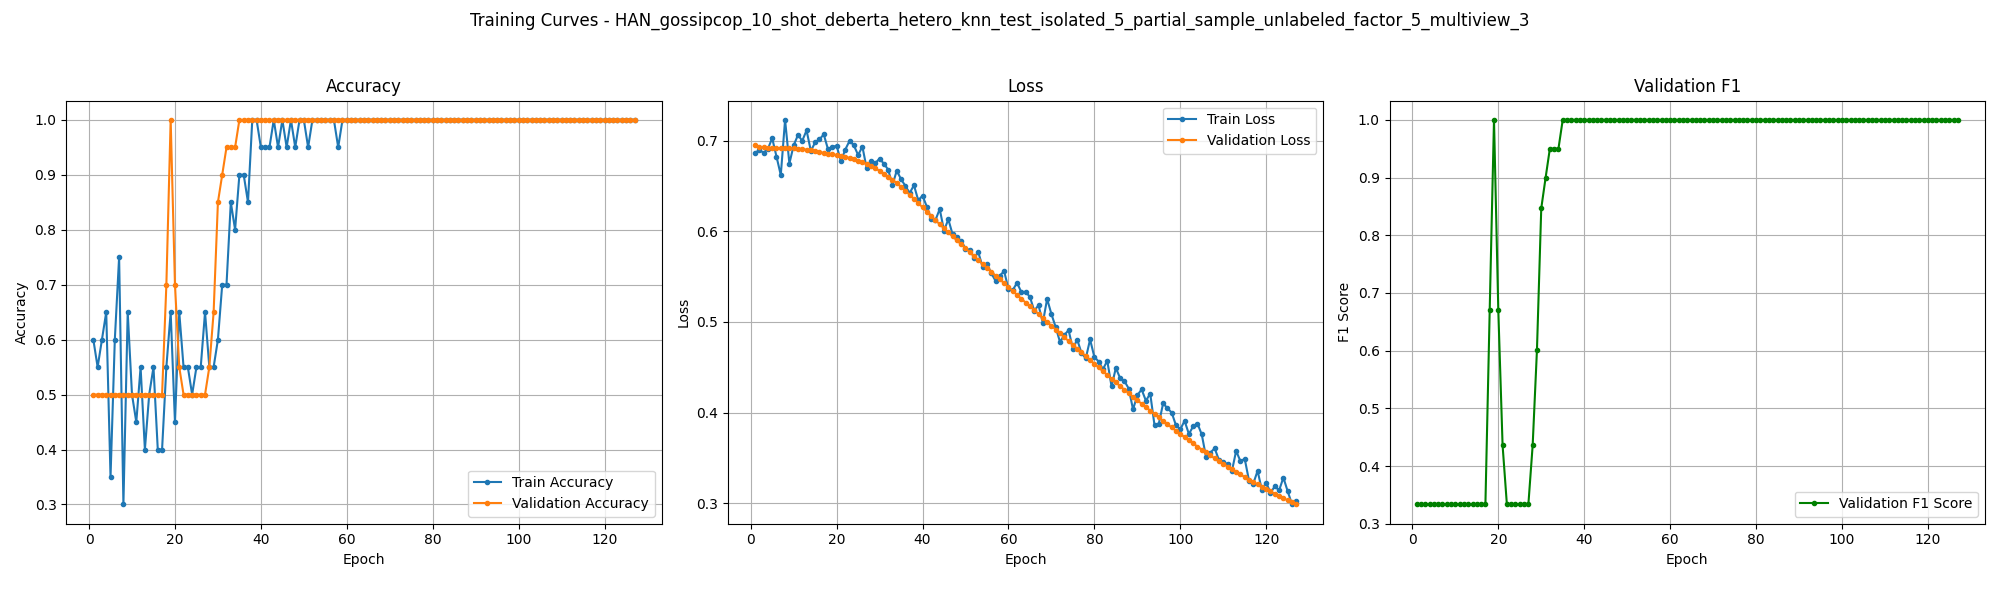 Training Curves - HAN_gossipcop_10_shot_deberta_hetero_knn_test_isolated_5_partial_sample_unlabeled_factor_5_multiview_3
Accuracy
1.0
0.9
0.8
0.7
0.6
0.5
0.4
0.3
Accuracy
0 20 40 60 80 100 120
Epoch
Train Accuracy
Validation Accuracy
Loss
0.7
0.6
0.5
0.4
0.3
Loss
0 20 40 60 80 100 120
Epoch
Train Loss
Validation Loss
Validation F1
1.0
0.9
0.8
0.7
0.6
0.5
0.4
0.3
F1 Score
0 20 40 60 80 100 120
Epoch
Validation F1 Score